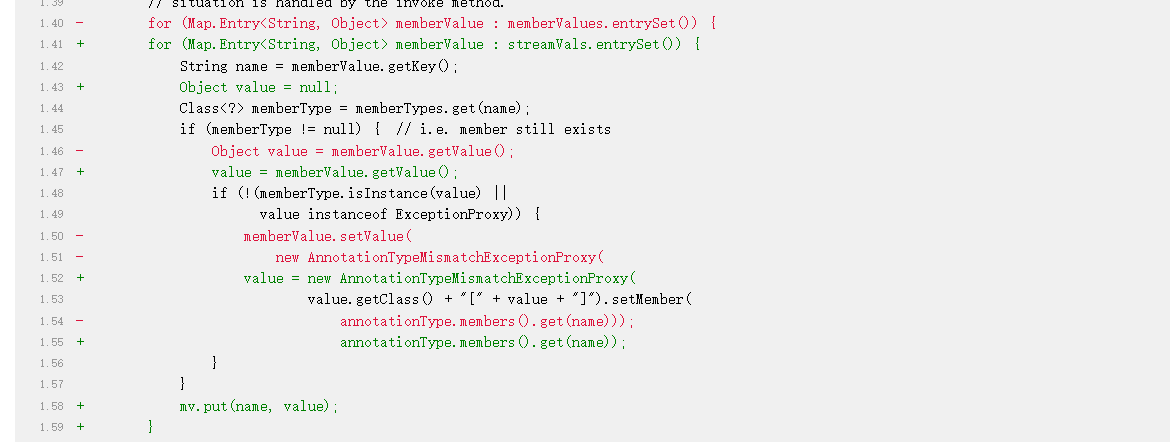 1.39             // situation is handled by the invoke method.
1.40 -        for (Map.Entry<String, Object> memberValue : memberValues.entrySet()) {
1.41 +        for (Map.Entry<String, Object> memberValue : streamVals.entrySet()) {
1.42              String name = memberValue.getKey();
1.43 +            Object value = null;
1.44              Class<?> memberType = memberTypes.get(name);
1.45              if (memberType != null) {  // i.e. member still exists
1.46 -                Object value = memberValue.getValue();
1.47 +                value = memberValue.getValue();
1.48                  if (!(memberType.isInstance(value) ||
1.49                        value instanceof ExceptionProxy)) {
1.50 -                    memberValue.setValue(
1.51 -                        new AnnotationTypeMismatchExceptionProxy(
1.52 +                    value = new AnnotationTypeMismatchExceptionProxy(
1.53                              value.getClass() + "[" + value + "]").setMember(
1.54 -                                annotationType.members().get(name)));
1.55 +                                annotationType.members().get(name));
1.56                  }
1.57              }
1.58 +            mv.put(name, value);
1.59 +        }